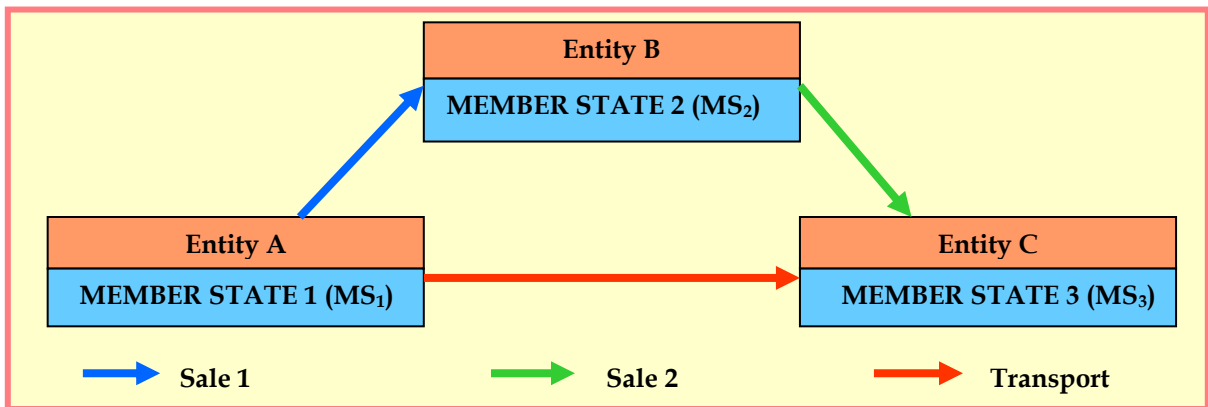 Entity B
MEMBER STATE 2 (MS₂)
Entity A
MEMBER STATE 1 (MS₁)
Entity C
MEMBER STATE 3 (MS₃)
Sale 1
Sale 2
Transport